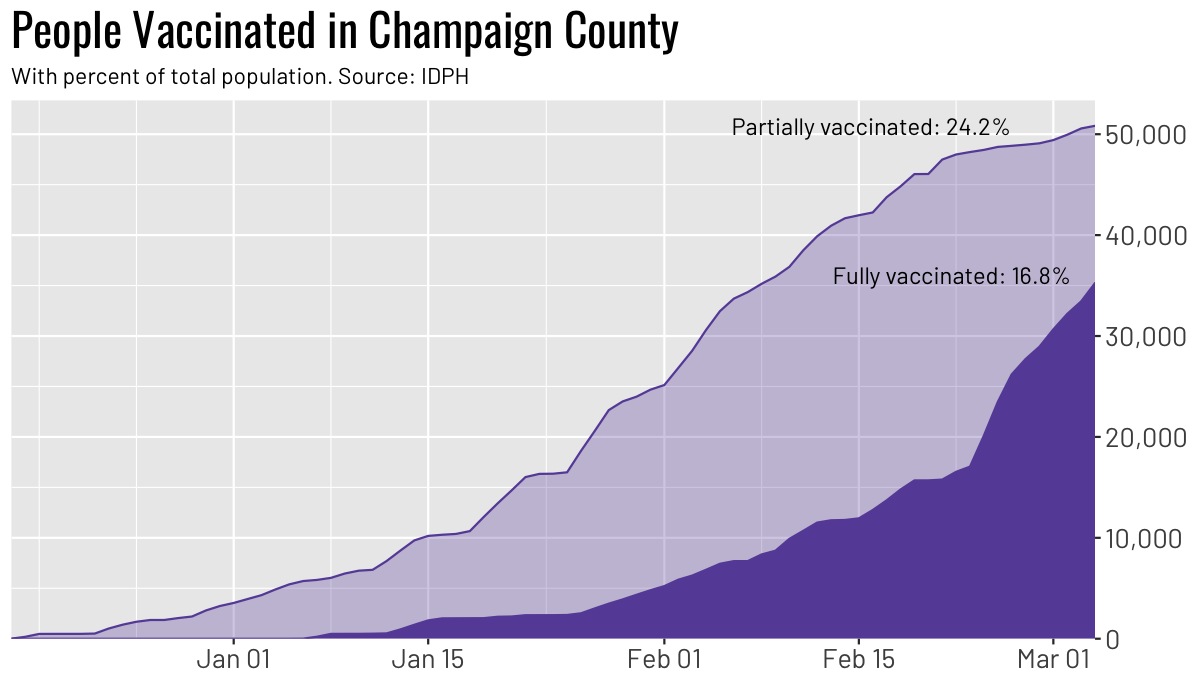 People Vaccinated in Champaign County
With percent of total population. Source: IDPH
Partially vaccinated: 24.2%
50,000
40,000
Fully vaccinated: 16.8%
30,000
20,000
10,000
0
Jan 01
Jan 15
Feb 01
Feb 15
Mar 01